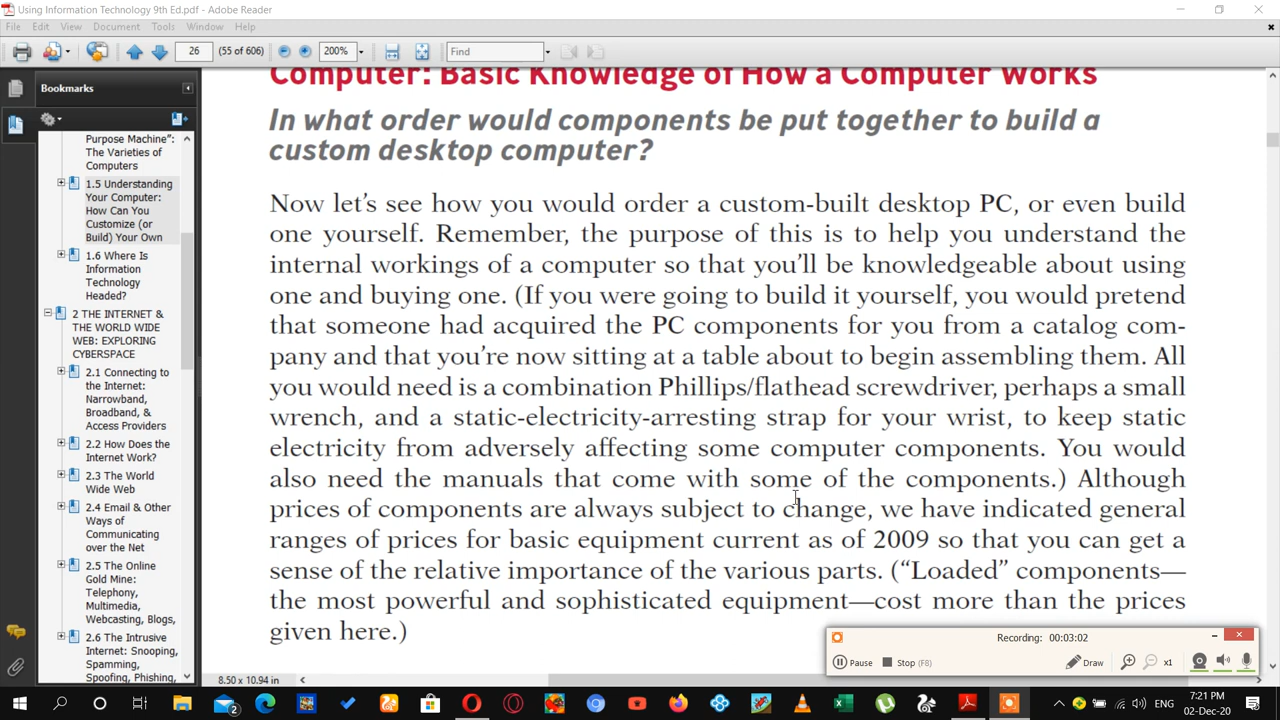 Using Information Technology 9th Ed.pdf - Adobe Reader
File Edit View Document Tools Window Help
26 (55 of 606) 200% Find
Bookmarks
Purpose Machine":
The Varieties of
Computers
1.5 Understanding
Your Computer:
How Can You
Customize (or
Build) Your Own
1.6 Where Is
Information
Technology
Headed?
2 THE INTERNET &
THE WORLD WIDE
WEB: EXPLORING
CYBERSPACE
2.1 Connecting to
the Internet:
Narrowband,
Broadband, &
Access Providers
2.2 How Does the
Internet Work?
2.3 The World
Wide Web
2.4 Email & Other
Ways of
Communicating
over the Net
2.5 The Online
Gold Mine:
Telephony,
Multimedia,
Webcasting, Blogs,
2.6 The Intrusive
Internet: Snooping,
Spamming,
Spoofing, Phishing,
Computer: Basic Knowledge of How a Computer Works
In what order would components be put together to build a
custom desktop computer?
Now let's see how you would order a custom-built desktop PC, or even build
one yourself. Remember, the purpose of this is to help you understand the
internal workings of a computer so that you'll be knowledgeable about using
one and buying one. (If you were going to build it yourself, you would pretend
that someone had acquired the PC components for you from a catalog com-
pany and that you're now sitting at a table about to begin assembling them. All
you would need is a combination Phillips/flathead screwdriver, perhaps a small
wrench, and a static-electricity-arresting strap for your wrist, to keep static
electricity from adversely affecting some computer components. You would
also need the manuals that come with some of the components.) Although
prices of components are always subject to change, we have indicated general
ranges of prices for basic equipment current as of 2009 so that you can get a
sense of the relative importance of the various parts. ("Loaded" components—
the most powerful and sophisticated equipment—cost more than the prices
given here.)
8.50 x 10.94 in
Recording: 00:03:02
Pause Stop (F8) Draw x1
2
ENG
7:21 PM
02-Dec-20